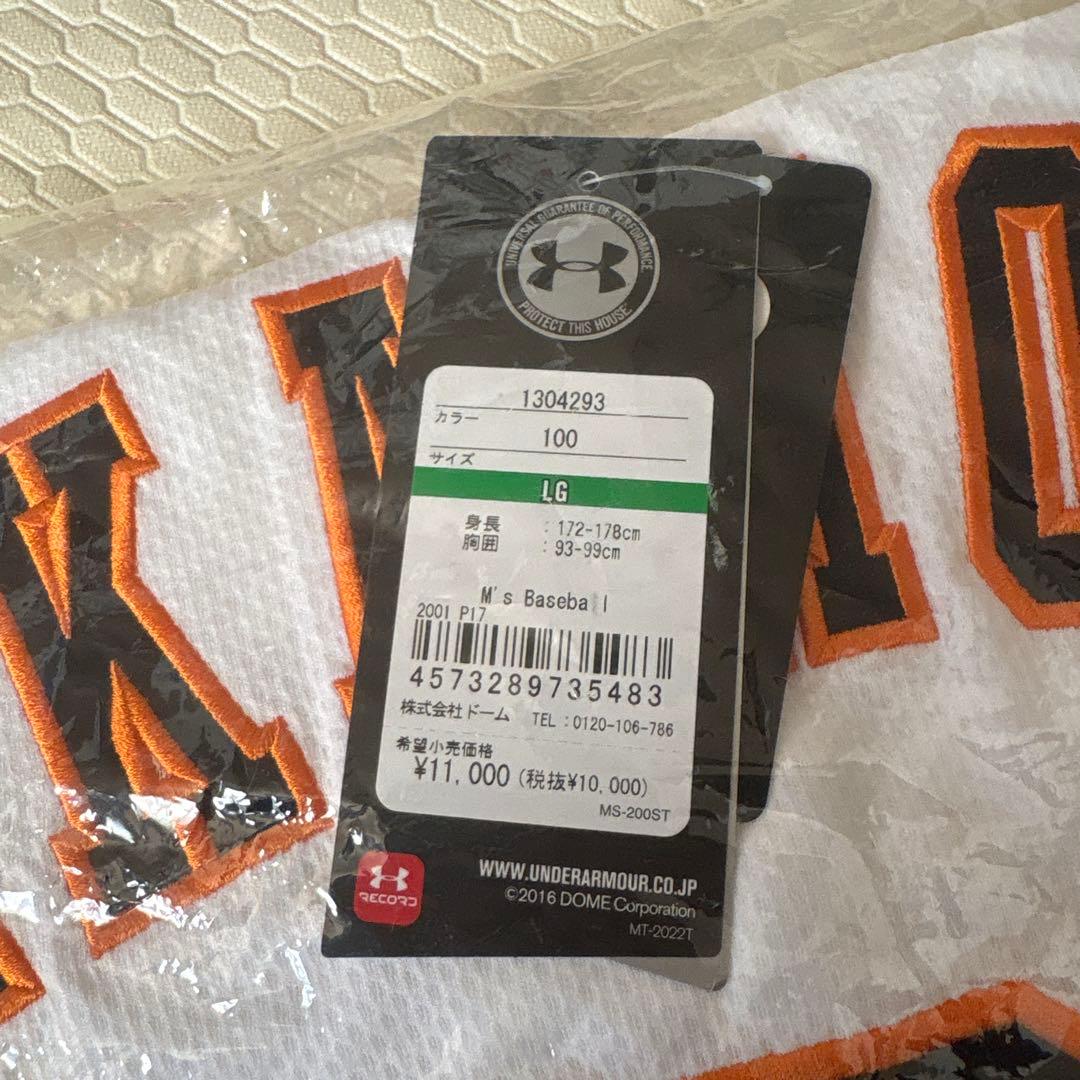 UNIVERSAL GUARANTEE OF PERFORMANCE
PROTECT THIS HOUSE
1304293
カラー
100
サイズ
LG
身長 : 172-178cm
胸囲 : 93-99cm
M's Baseball
2001 P17
4573289735483
株式会社ドーム TEL:0120-106-786
希望小売価格
¥11,000(税抜¥10,000)
MS-200ST
RECORD
WWW.UNDERARMOUR.CO.JP
©2016 DOME Corporation
MT-2022T
K